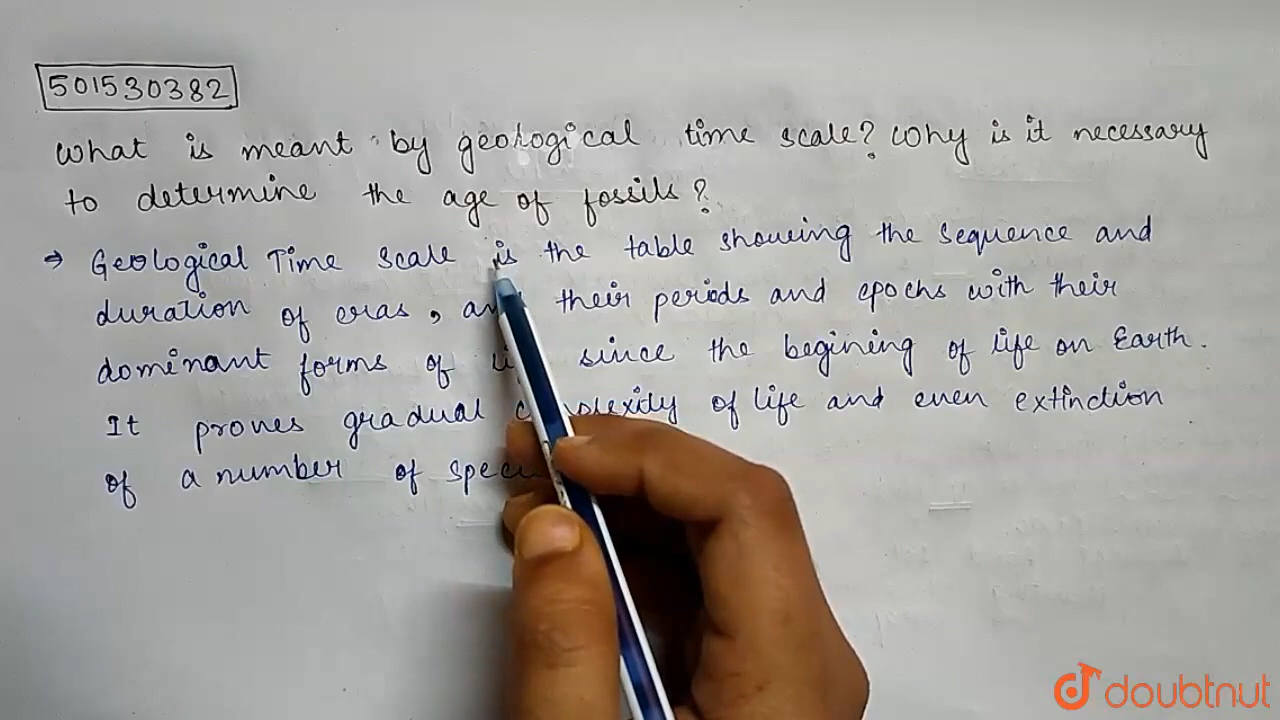 501530382
What is meant by geological time scale? Why is it necessary
to determine the age of fossils?
⇒ Geological Time Scale is the table showing the sequence and
duration of eras, their periods and epochs with their
dominant forms of since the begining of life on Earth.
It proves gradual complexity of life and even extinction
of a number of
doubtnut